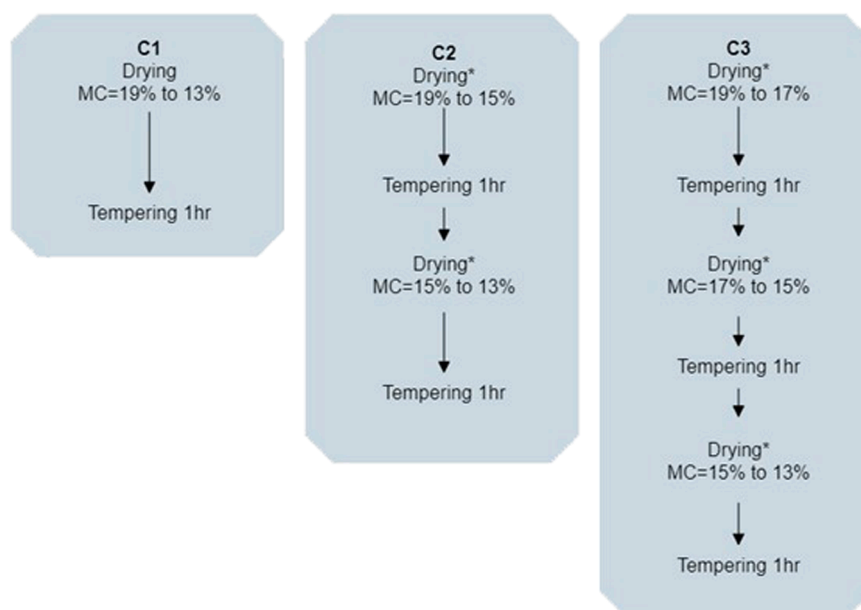 C1
Drying
MC=19% to 13%
Tempering 1hr
C2
Drying*
MC=19% to 15%
Tempering 1hr
Drying*
MC=15% to 13%
Tempering 1hr
C3
Drying*
MC=19% to 17%
Tempering 1hr
Drying*
MC=17% to 15%
Tempering 1hr
Drying*
MC=15% to 13%
Tempering 1hr